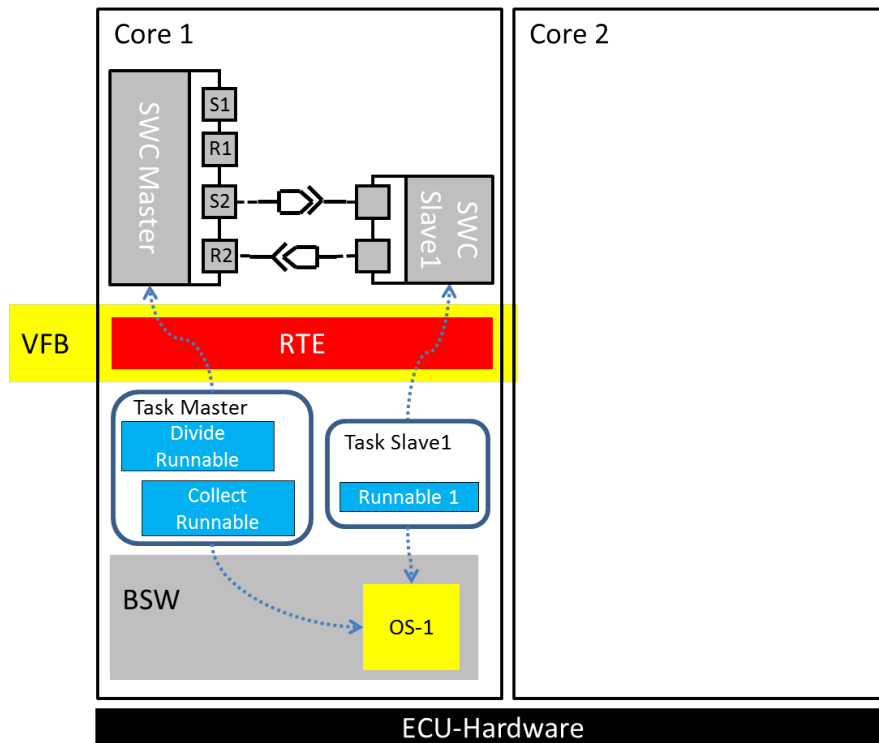 Core 1
Core 2
SWC Master
S1
R1
S2
R2
SWC
Slave1
VFB
RTE
Task Master
Divide
Runnable
Collect
Runnable
Task Slave1
Runnable 1
BSW
OS-1
ECU-Hardware